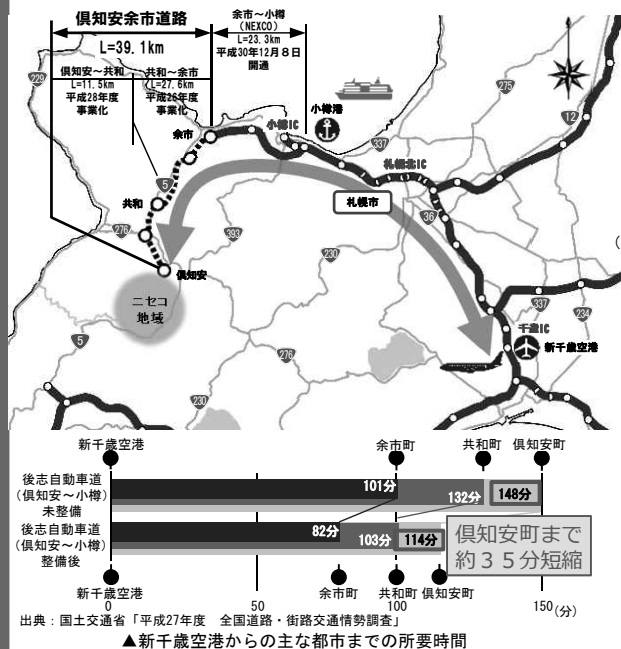 倶知安余市道路
L=39.1km
余市～小樽
(NEXCO)
L=23.3km
平成30年12月8日
開通
倶知安～共和
L=11.5km
平成28年度
事業化
共和～余市
L=27.6km
平成26年度
事業化
229
275
12
小樽港
小樽IC
337
余市
5
札幌北IC
札幌市
36
共和
276
393
230
倶知安
ニセコ
地域
337
234
千歳IC
新千歳空港
5
276
230
新千歳空港
余市町
共和町
倶知安町
後志自動車道
(倶知安～小樽)
未整備
101分
132分
148分
後志自動車道
(倶知安～小樽)
整備後
82分
103分
114分
倶知安町まで
約３５分短縮
新千歳空港
余市町
共和町
倶知安町
0
50
100
150(分)
出典：国土交通省「平成27年度　全国道路・街路交通情勢調査」
▲新千歳空港からの主な都市までの所要時間